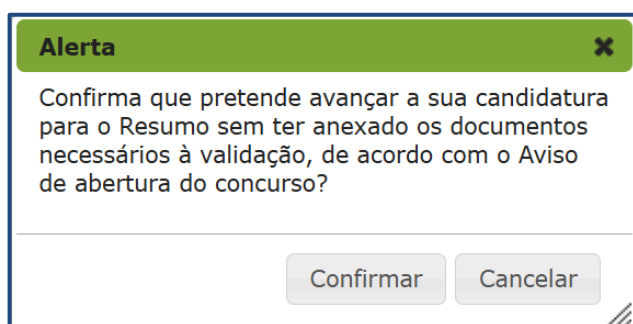 Alerta
Confirma que pretende avançar a sua candidatura
para o Resumo sem ter anexado os documentos
necessários à validação, de acordo com o Aviso
de abertura do concurso?
Confirmar Cancelar